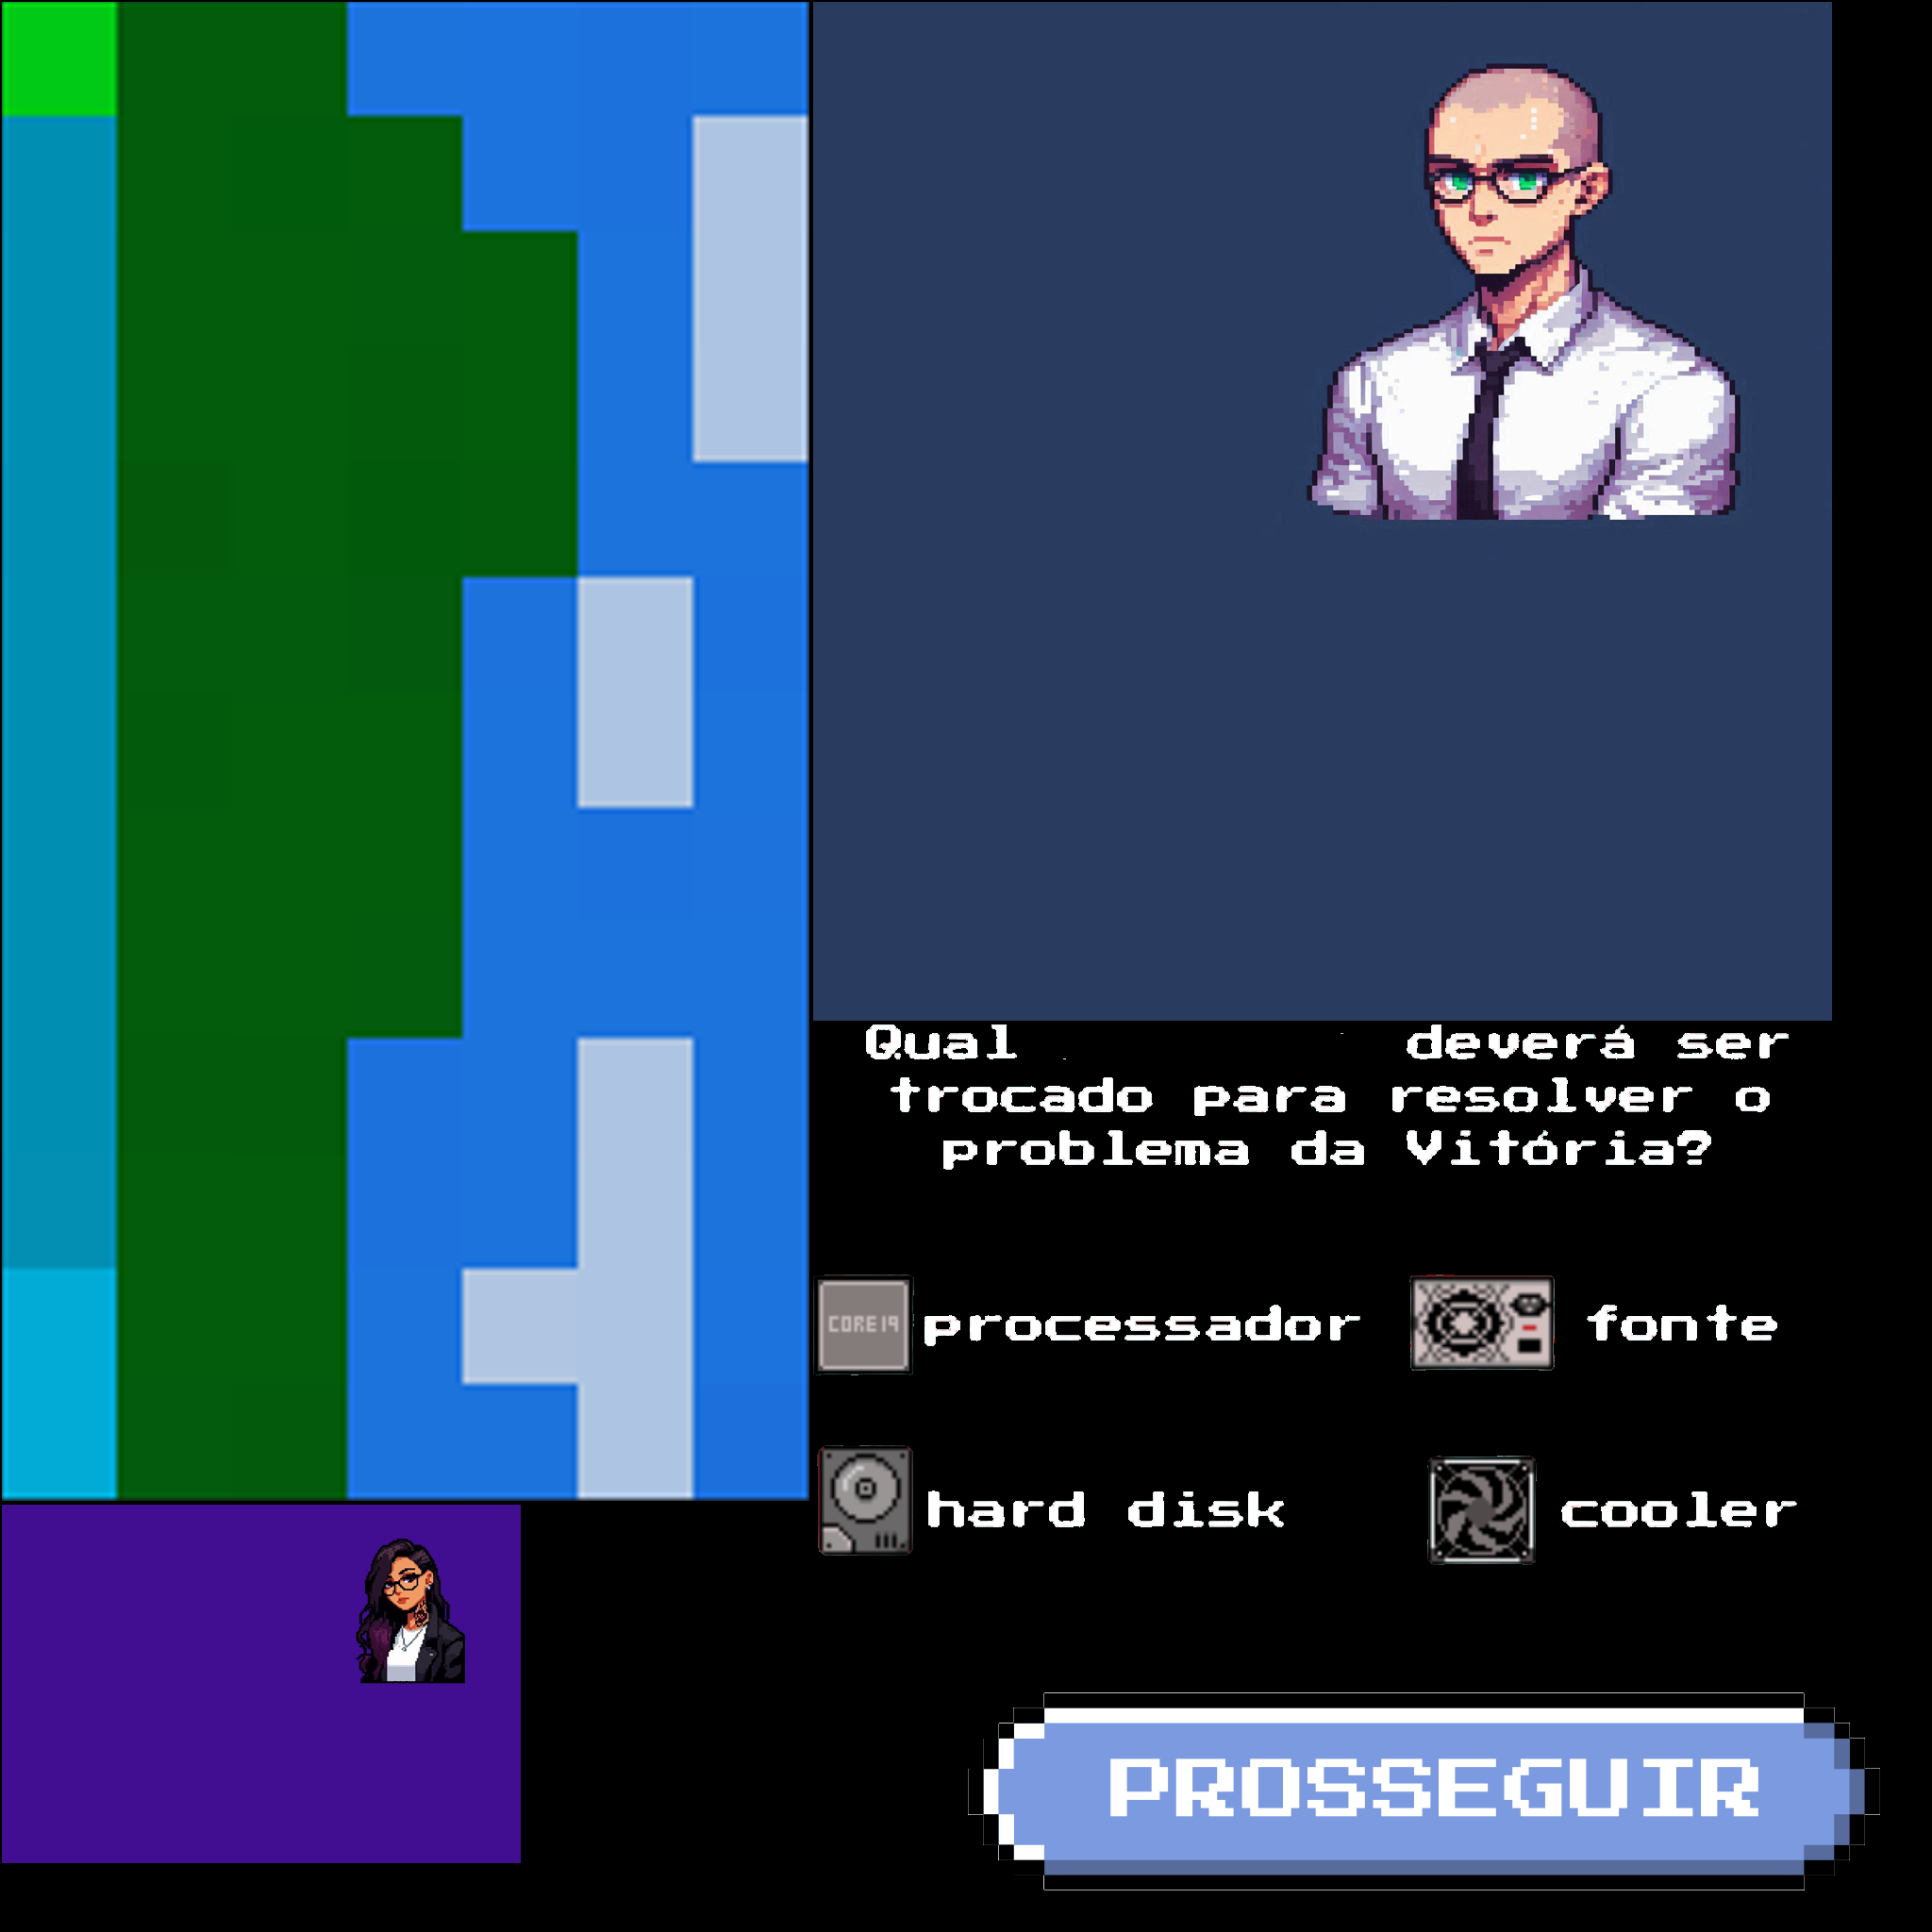 Qual deverá ser
trocado para resolver o
problema da Vitória?
CORE i9
processador
fonte
hard disk
cooler
PROSSEGUIR